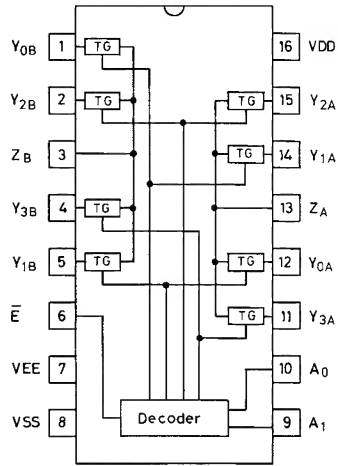 Y0B 1 TG 16 VDD
Y2B 2 TG TG 15 Y2A
ZB 3 TG 14 Y1A
Y3B 4 TG 13 ZA
Y1B 5 TG TG 12 Y0A
E̅ 6 TG 11 Y3A
VEE 7 10 A0
VSS 8 Decoder 9 A1